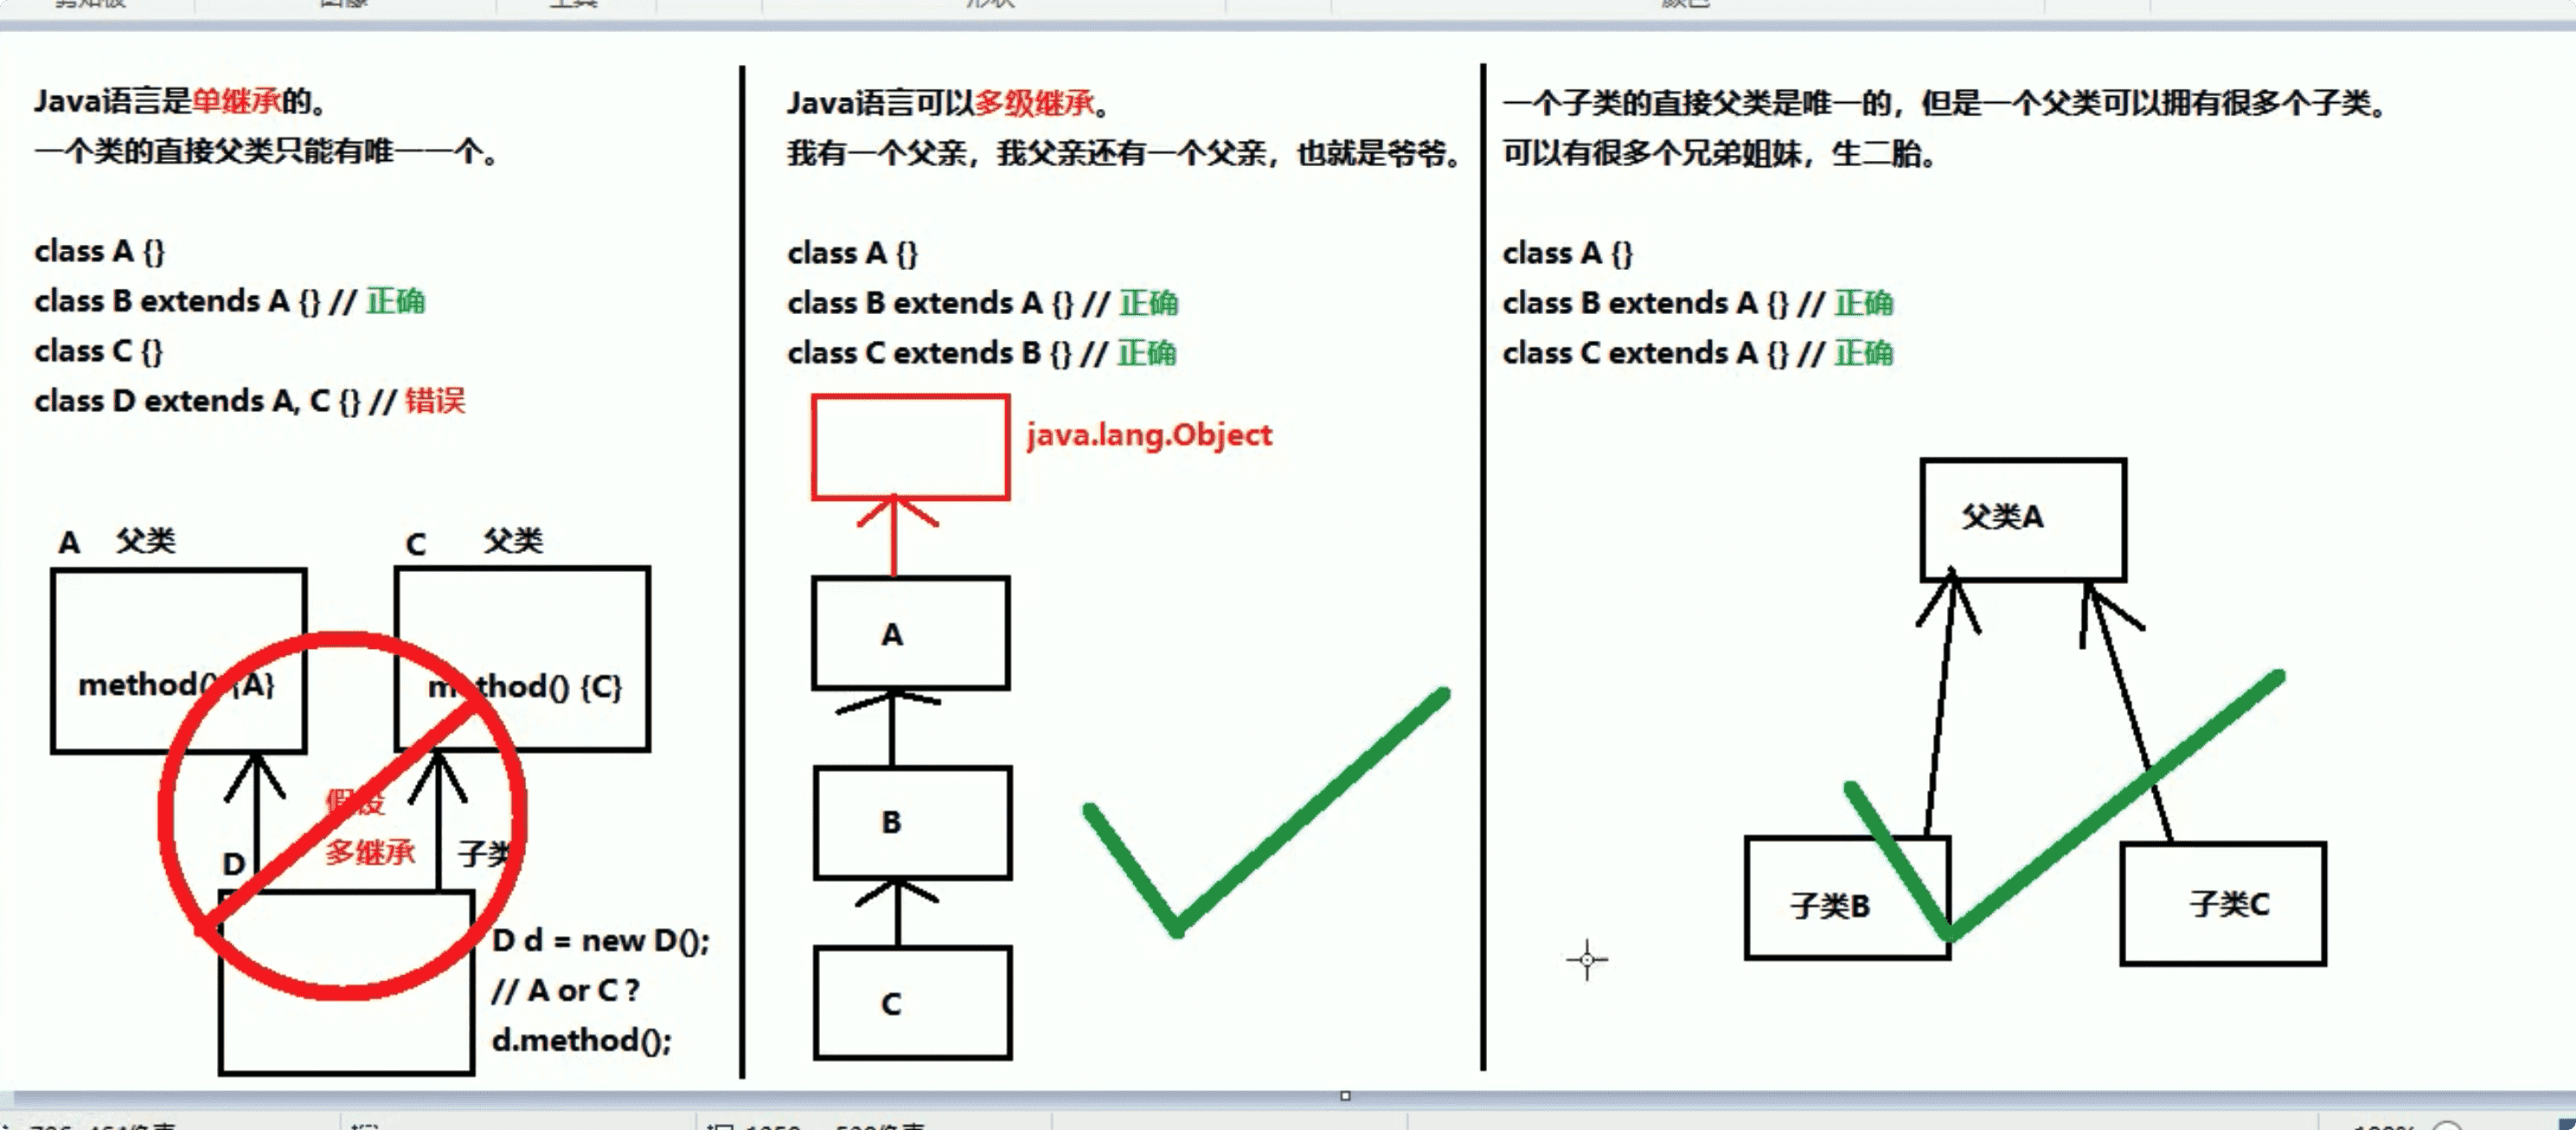 Java语言是单继承的。
一个类的直接父类只能有唯一一个。
class A {}
class B extends A {} // 正确
class C {}
class D extends A, C {} // 错误
A 父类
C 父类
method() {A}
method() {C}
假设
多继承
D
子类
D d = new D();
// A or C ?
d.method();
Java语言可以多级继承。
我有一个父亲，我父亲还有一个父亲，也就是爷爷。
class A {}
class B extends A {} // 正确
class C extends B {} // 正确
java.lang.Object
A
B
C
一个子类的直接父类是唯一的，但是一个父类可以拥有很多个子类。
可以有很多个兄弟姐妹，生二胎。
class A {}
class B extends A {} // 正确
class C extends A {} // 正确
父类A
子类B
子类C